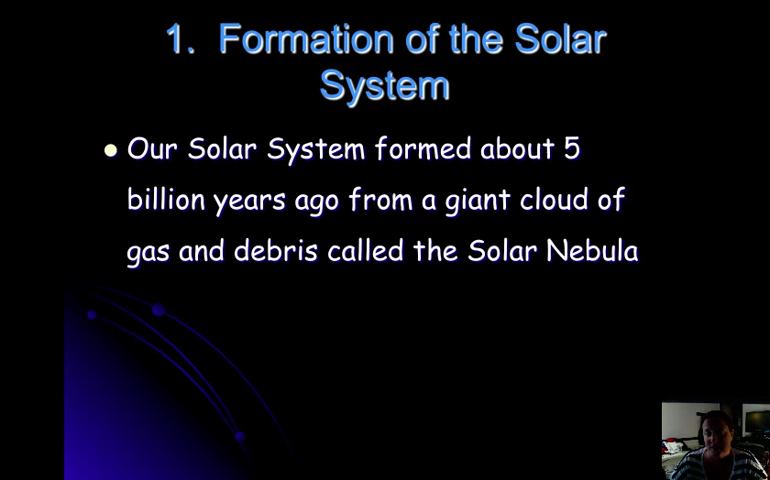 1. Formation of the Solar
System
Our Solar System formed about 5
billion years ago from a giant cloud of
gas and debris called the Solar Nebula